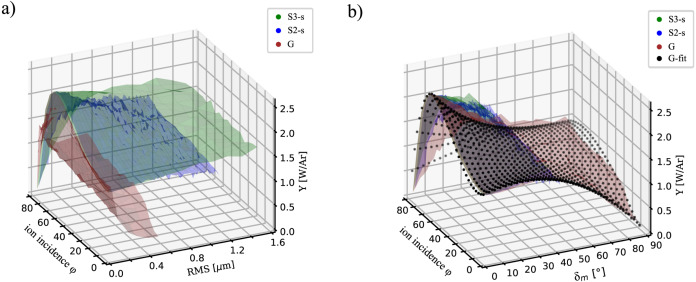 a)
S3-s
S2-s
G
2.5
2.0
1.5
1.0
0.5
0.0
Y [W/Ar]
80
60
40
20
0
ion incidence φ
0.0
0.4
0.8
1.2
1.6
RMS [μm]
b)
S3-s
S2-s
G
G-fit
2.5
2.0
1.5
1.0
0.5
0.0
Y [W/Ar]
80
60
40
20
0
ion incidence φ
0
10
20
30
40
50
60
70
80
90
δm [°]